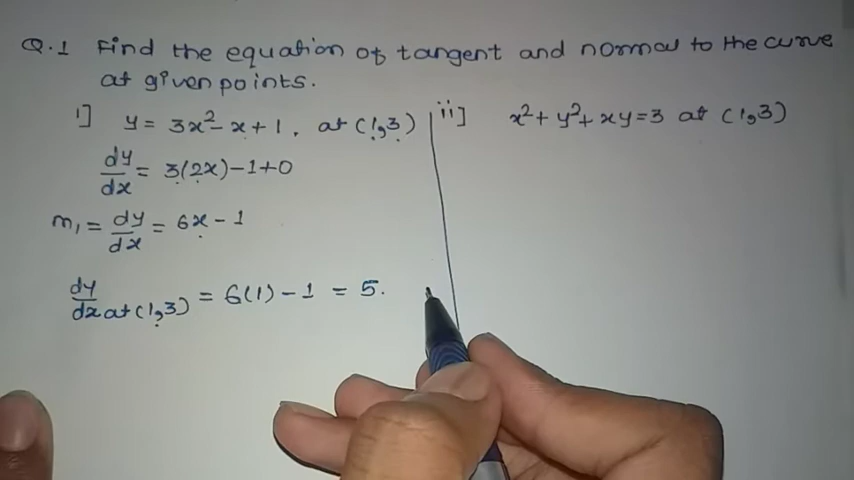 Q.1 Find the equation of tangent and normal to the curve
at given points.
i] y = 3x² - x + 1, at (1,3)
dy/dx = 3(2x) - 1 + 0
m₁ = dy/dx = 6x - 1
dy/dx at (1,3) = 6(1) - 1 = 5.
ii] x² + y² + xy = 3 at (1,3)